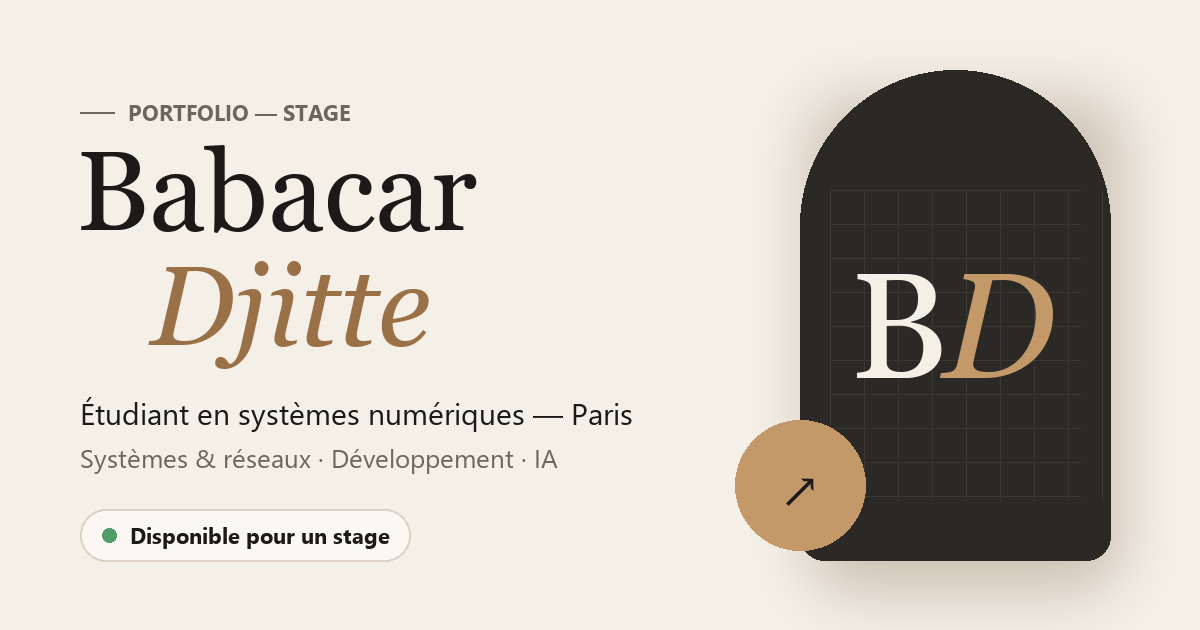 PORTFOLIO — STAGE
Babacar
Djitte
Étudiant en systèmes numériques — Paris
Systèmes & réseaux · Développement · IA
Disponible pour un stage
BD
↗